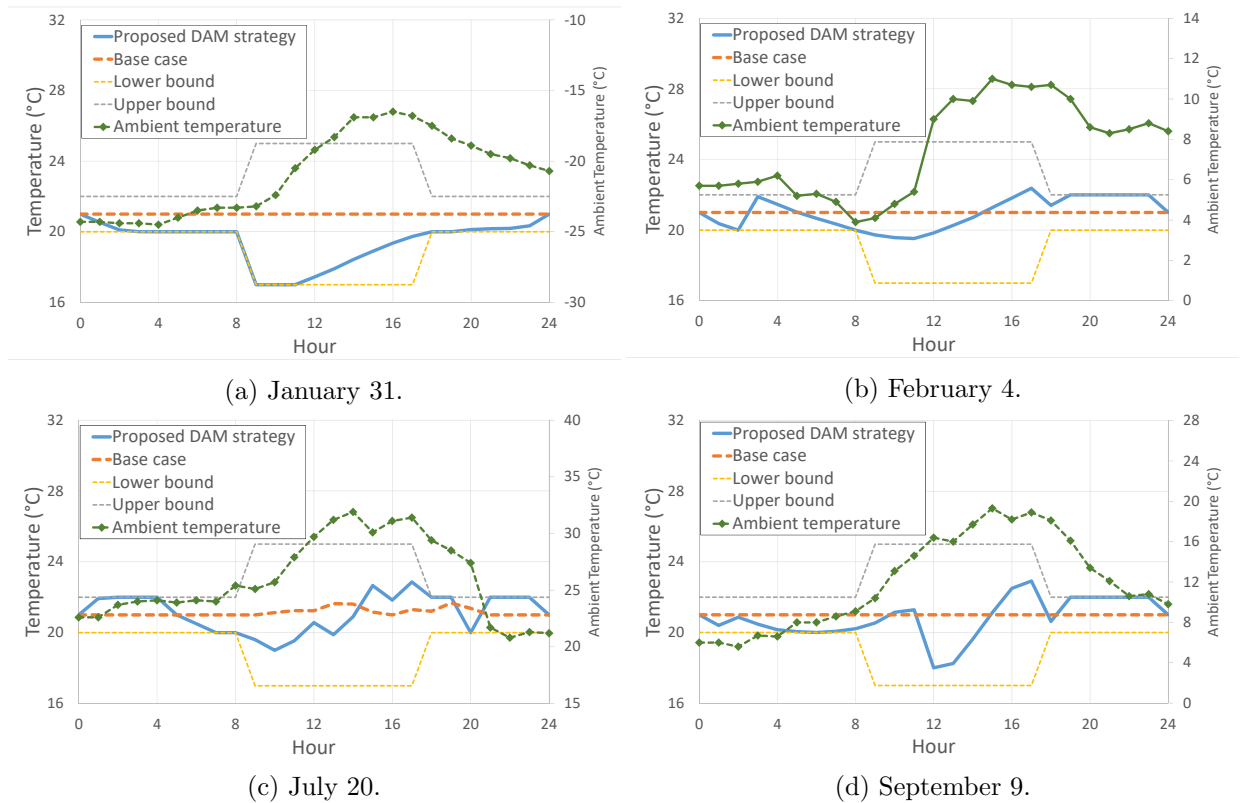 32
28
24
20
16
Temperature (°C)
Proposed DAM strategy
Base case
Lower bound
Upper bound
Ambient temperature
-10
-15
-20
-25
-30
Ambient Temperature (°C)
0 4 8 12 16 20 24
Hour
(a) January 31.
32
28
24
20
16
Temperature (°C)
Proposed DAM strategy
Base case
Lower bound
Upper bound
Ambient temperature
14
12
10
8
6
4
2
0
Ambient Temperature (°C)
0 4 8 12 16 20 24
Hour
(b) February 4.
32
28
24
20
16
Temperature (°C)
Proposed DAM strategy
Base case
Lower bound
Upper bound
Ambient temperature
40
35
30
25
20
15
Ambient Temperature (°C)
0 4 8 12 16 20 24
Hour
(c) July 20.
32
28
24
20
16
Temperature (°C)
Proposed DAM strategy
Base case
Lower bound
Upper bound
Ambient temperature
28
24
20
16
12
8
4
0
Ambient Temperature (°C)
0 4 8 12 16 20 24
Hour
(d) September 9.